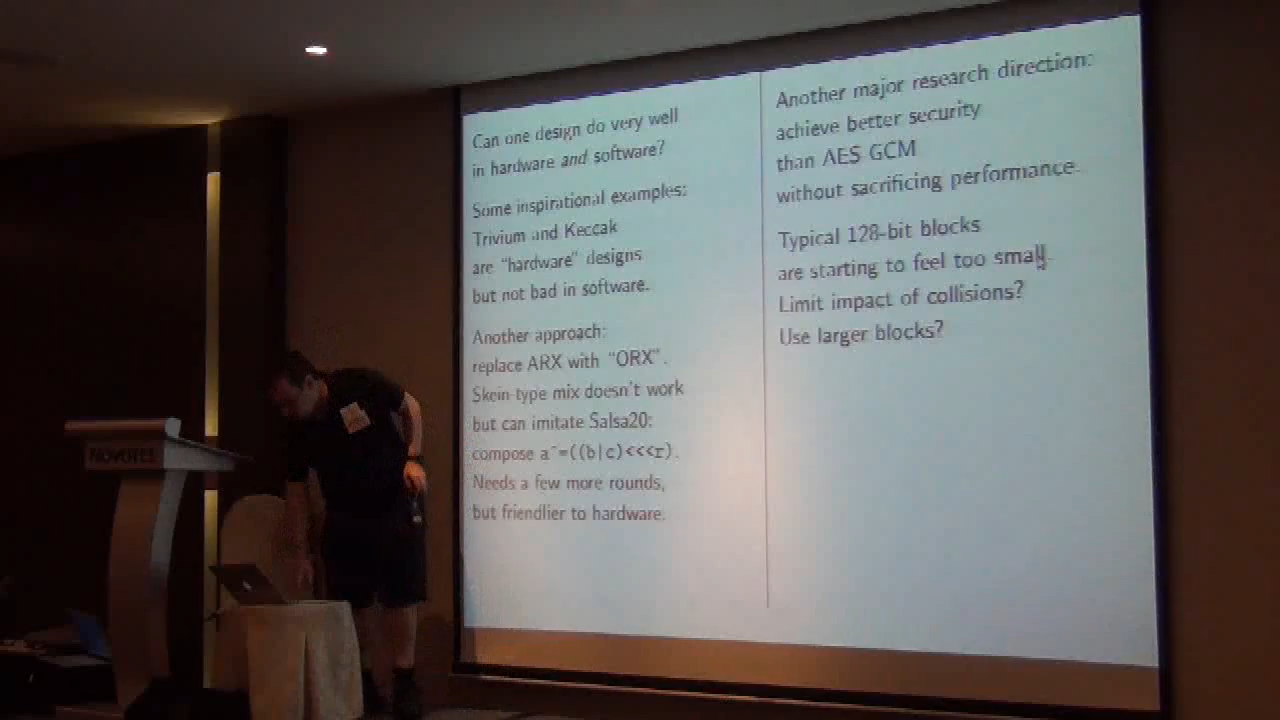 Can one design do very well
in hardware and software?
Some inspirational examples:
Trivium and Keccak
are "hardware" designs
but not bad in software.
Another approach:
replace ARX with "ORX".
Skein-type mix doesn't work
but can imitate Salsa20:
compose a^=((b|c)<<<r).
Needs a few more rounds,
but friendlier to hardware.
Another major research direction:
achieve better security
than AES GCM
without sacrificing performance.
Typical 128-bit blocks
are starting to feel too small.
Limit impact of collisions?
Use larger blocks?
NOVOTEL